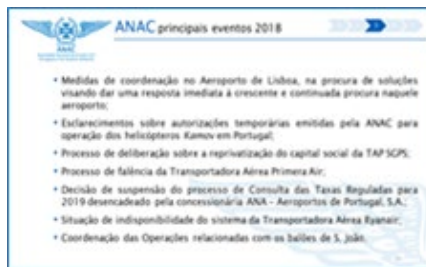 ANAC principais eventos 2018
ANAC
• Medidas de coordenação no Aeroporto de Lisboa, na procura de soluções
visando dar uma resposta imediata à crescente e continuada procura naquele
aeroporto;
• Esclarecimentos sobre autorizações temporárias emitidas pela ANAC para
operação dos helicópteros Kamov em Portugal;
• Processo de deliberação sobre a reprivatização do capital social da TAP SGPS;
• Processo de falência da Transportadora Aérea Primera Air;
• Decisão de suspensão do processo de Consulta das Taxas Reguladas para
2019 desencadeado pela concessionária ANA - Aeroportos de Portugal, S.A.;
• Situação de indisponibilidade do sistema da Transportadora Aérea Ryanair;
• Coordenação das Operações relacionadas com os balões de S. João.